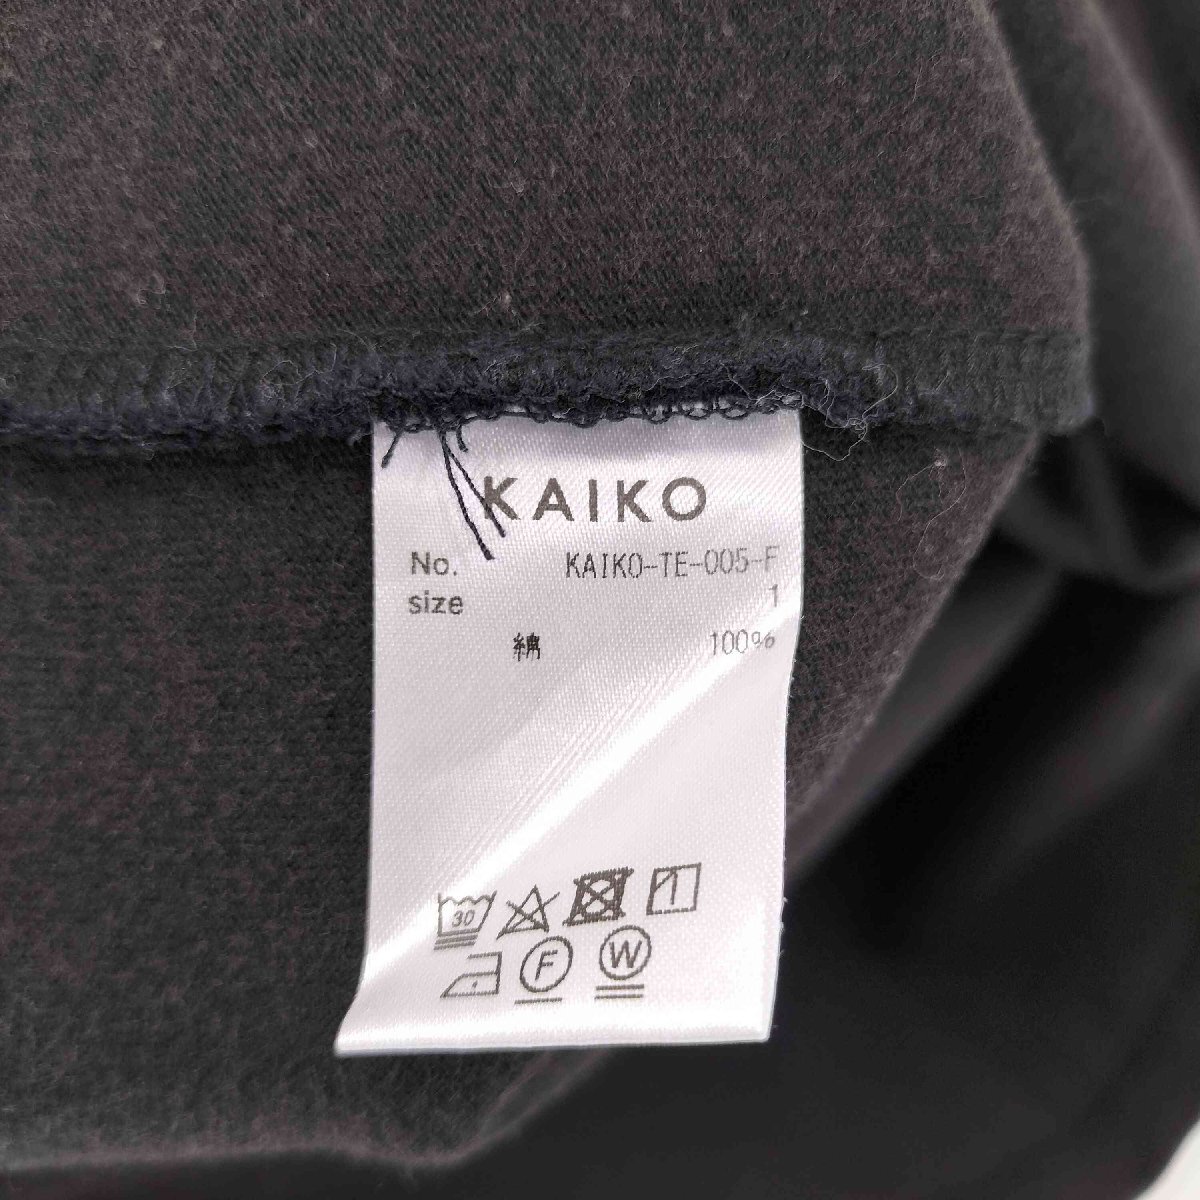 KAIKO
No. KAIKO-TE-005-F
size 1
綿 100%
30
F W